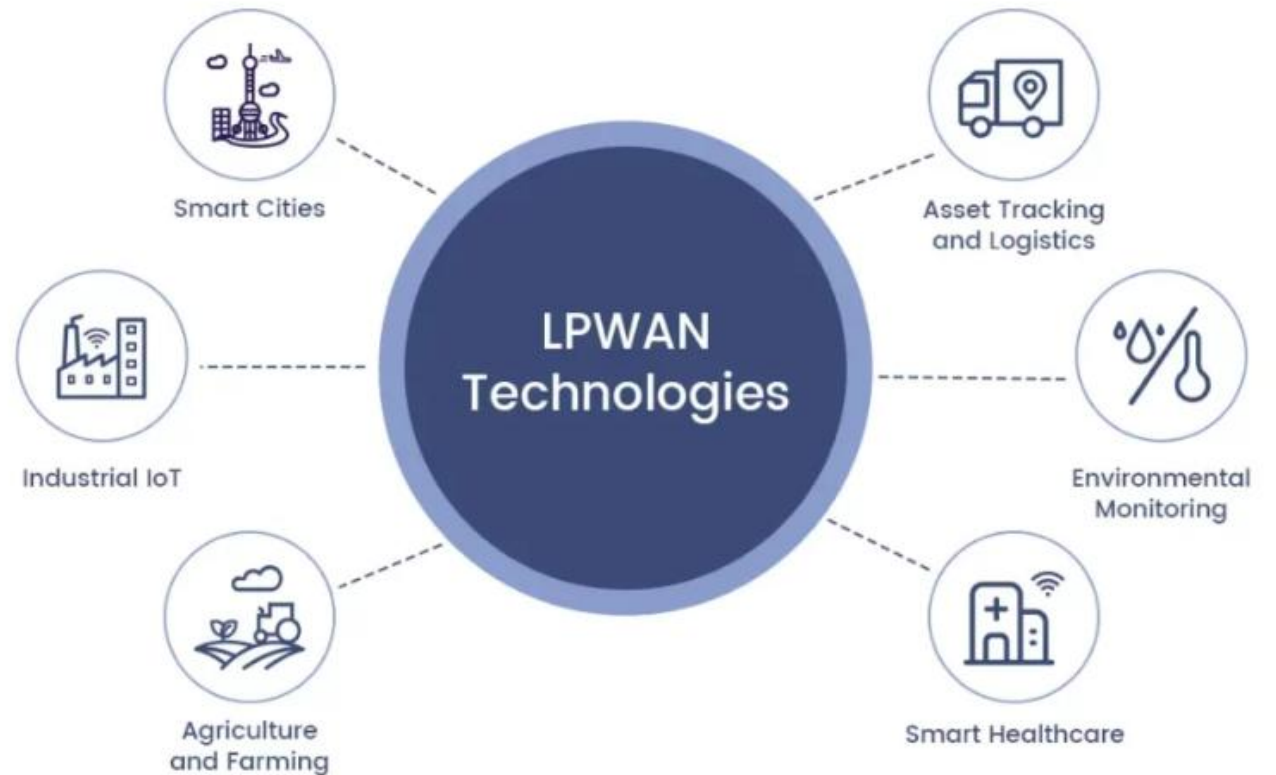 Smart Cities
Asset Tracking
and Logistics
LPWAN
Technologies
Industrial IoT
Environmental
Monitoring
Agriculture
and Farming
Smart Healthcare